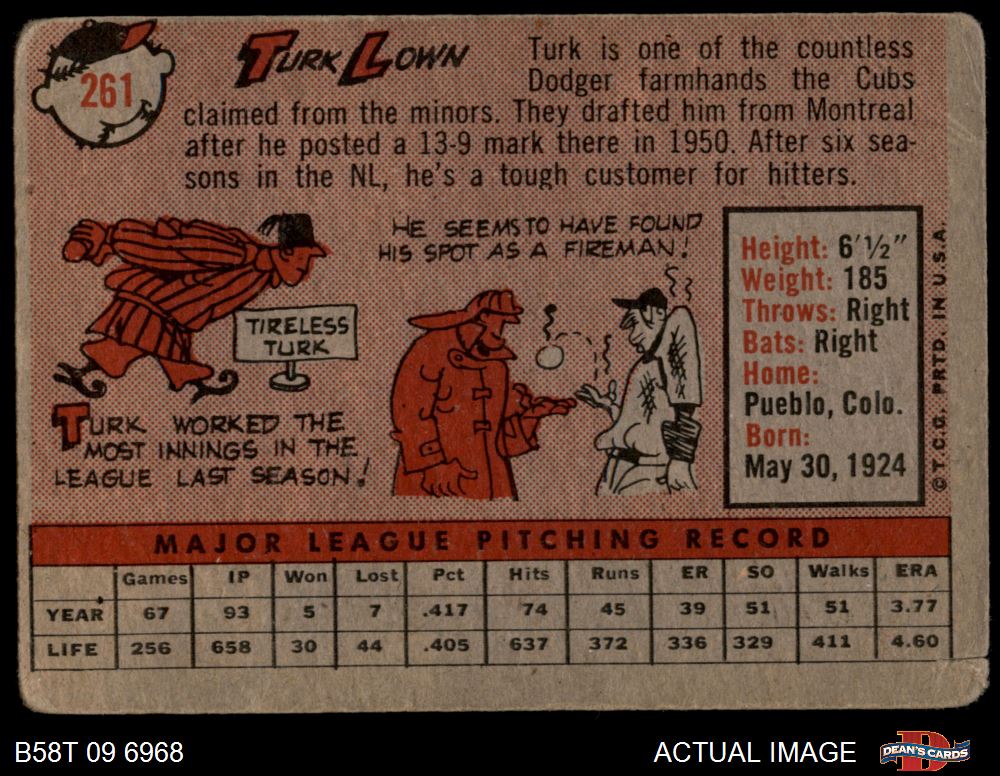 261
TURK LOWN
Turk is one of the countless
Dodger farmhands the Cubs
claimed from the minors. They drafted him from Montreal
after he posted a 13-9 mark there in 1950. After six sea-
sons in the NL, he's a tough customer for hitters.
TIRELESS
TURK
TURK WORKED THE
MOST INNINGS IN THE
LEAGUE LAST SEASON!
HE SEEMS TO HAVE FOUND
HIS SPOT AS A FIREMAN!
Height: 6'½"
Weight: 185
Throws: Right
Bats: Right
Home:
Pueblo, Colo.
Born:
May 30, 1924
©T.C.G. PRTD. IN U.S.A.
MAJOR LEAGUE PITCHING RECORD
Games IP Won Lost Pct Hits Runs ER SO Walks ERA
YEAR 67 93 5 7 .417 74 45 39 51 51 3.77
LIFE 256 658 30 44 .405 637 372 336 329 411 4.60
B58T 09 6968
ACTUAL IMAGE
D
DEAN'S CARDS